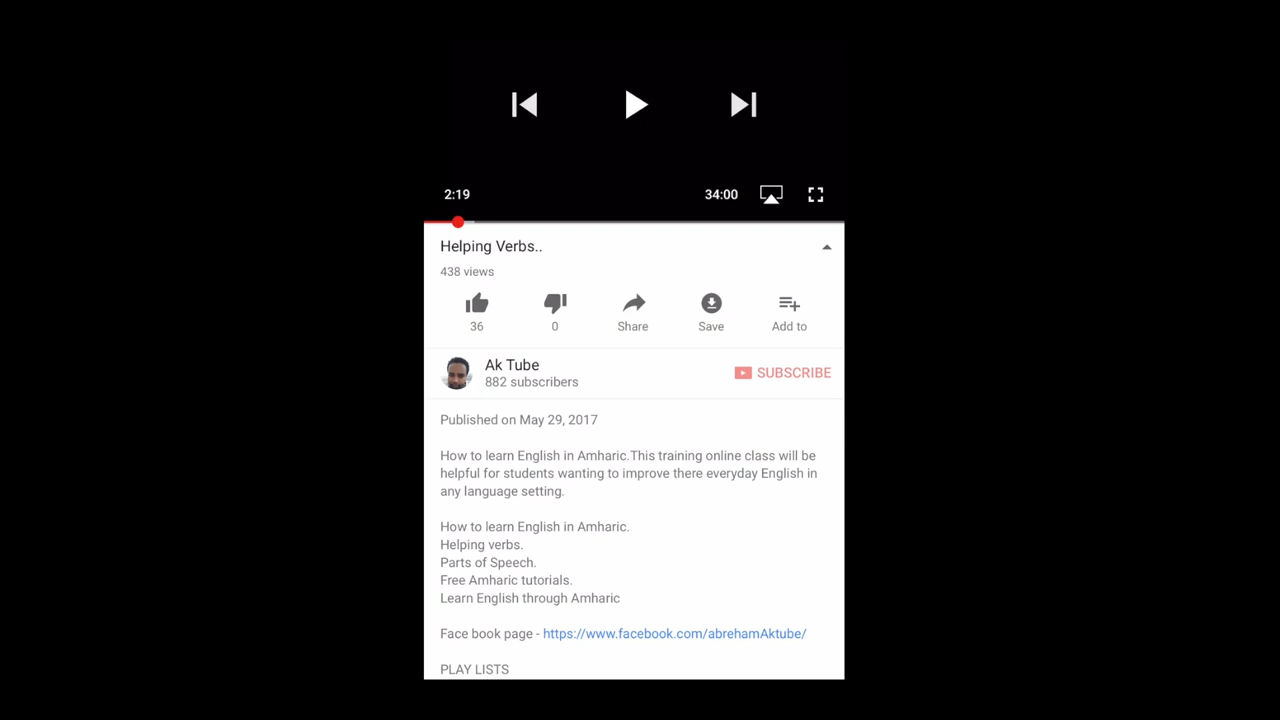 2:19 34:00
Helping Verbs..
438 views
36 0 Share Save Add to
Ak Tube
882 subscribers
SUBSCRIBE
Published on May 29, 2017
How to learn English in Amharic.This training online class will be
helpful for students wanting to improve there everyday English in
any language setting.
How to learn English in Amharic.
Helping verbs.
Parts of Speech.
Free Amharic tutorials.
Learn English through Amharic
Face book page - https://www.facebook.com/abrehamAktube/
PLAY LISTS